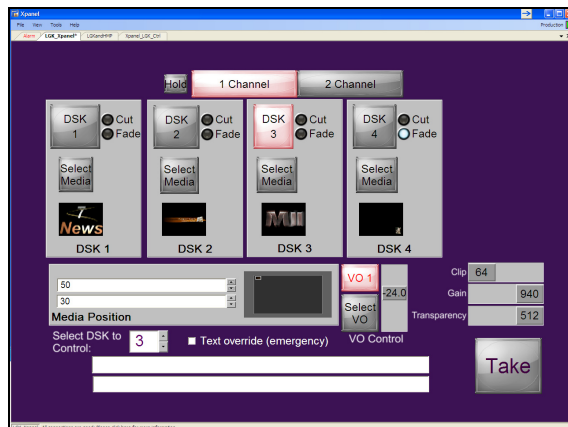 Xpanel
File View Tools Help
Production
Alarm LGK_Xpanel* LGKandHMP Xpanel_LGK_Ctrl
Hold 1 Channel 2 Channel
DSK 1 Cut Fade
DSK 2 Cut Fade
DSK 3 Cut Fade
DSK 4 Cut Fade
Select Media Select Media Select Media Select Media
7 News
DSK 1 DSK 2 DSK 3 DSK 4
50
30
Media Position
VO 1
Select VO
-24.0
VO Control
Clip 64
Gain 940
Transparency 512
Select DSK to Control: 3
Text override (emergency)
Take